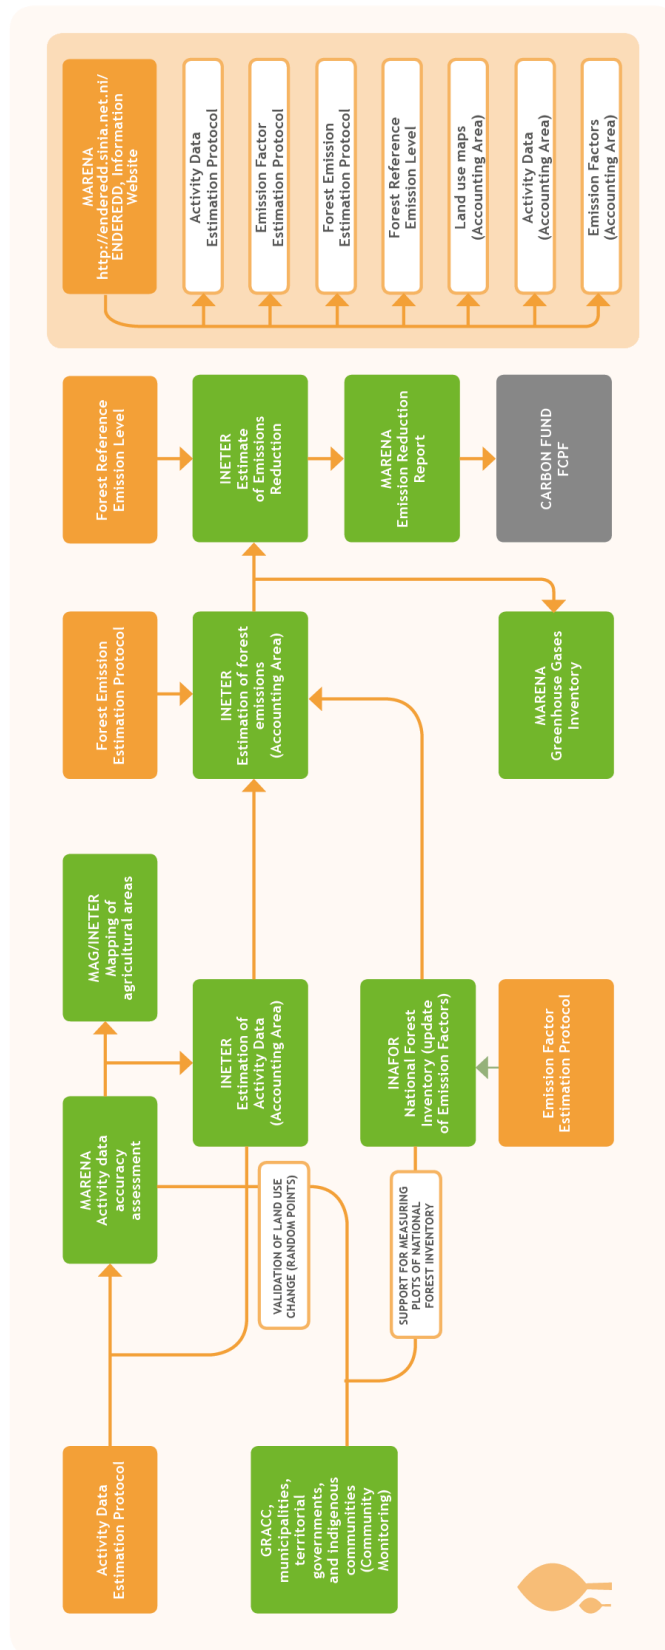 Activity Data
Estimation Protocol
GRACC,
municipalities,
territorial
governments,
and indigenous
communities
(Community
Monitoring)
MARENA
Activity data
accuracy
assessment
VALIDATION OF LAND USE
CHANGE (RANDOM POINTS)
SUPPORT FOR MEASURING
PLOTS OF NATIONAL
FOREST INVENTORY
MAG/INETER
Mapping of
agricultural areas
INETER
Estimation of
Activity Data
(Accounting Area)
INAFOR
National Forest
Inventory (update
of Emission Factors)
Emission Factor
Estimation Protocol
Forest Emission
Estimation Protocol
INETER
Estimation of forest
emissions
(Accounting Area)
MARENA
Greenhouse Gases
Inventory
Forest Reference
Emission Level
INETER
Estimate
of Emissions
Reduction
MARENA
Emission Reduction
Report
CARBON FUND
FCPF
MARENA
http://enderedd.sinia.net.ni/
ENDEREDD, Information
Website
Activity Data
Estimation Protocol
Emission Factor
Estimation Protocol
Forest Emission
Estimation Protocol
Forest Reference
Emission Level
Land use maps
(Accounting Area)
Activity Data
(Accounting Area)
Emission Factors
(Accounting Area)